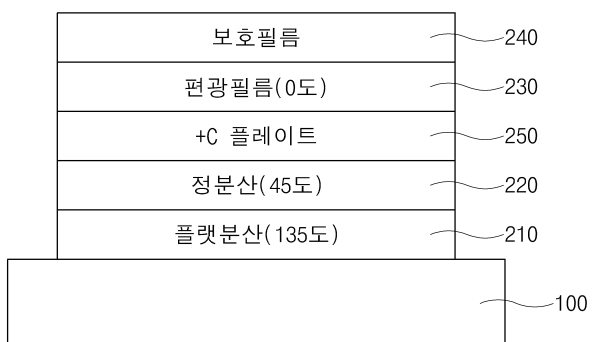 보호필름 240
편광필름(0도) 230
+C 플레이트 250
정분산(45도) 220
플랫분산(135도) 210
100